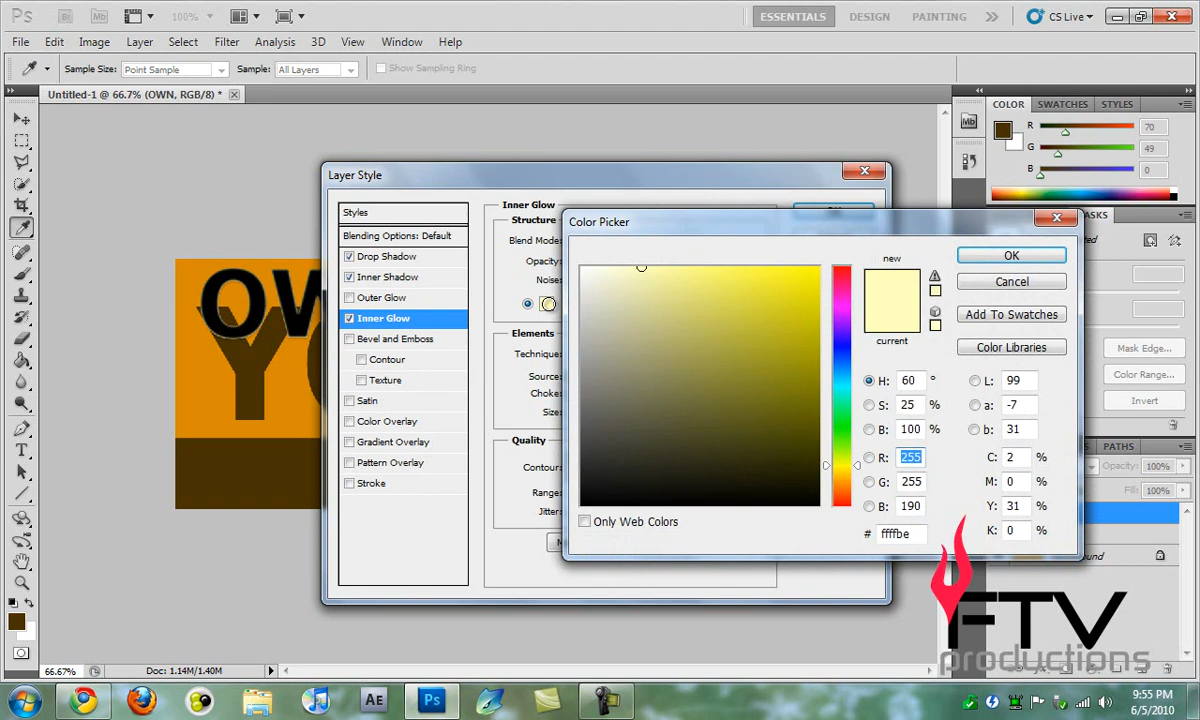 Ps Br Mb 100% ESSENTIALS DESIGN PAINTING CS Live
File Edit Image Layer Select Filter Analysis 3D View Window Help
Sample Size: Point Sample Sample: All Layers Show Sampling Ring
Untitled-1 @ 66.7% (OWN, RGB/8) *
COLOR SWATCHES STYLES
R 70
G 49
B 0
Mb
Layer Style
Styles
Blending Options: Default
Drop Shadow
Inner Shadow
Outer Glow
Inner Glow
Bevel and Emboss
Contour
Texture
Satin
Color Overlay
Gradient Overlay
Pattern Overlay
Stroke
Inner Glow
Structure
Blend Mode:
Opacity:
Noise:
Elements
Technique:
Source:
Choke:
Size:
Quality
Contour:
Range:
Jitter:
Color Picker
new
current
OK
Cancel
Add To Swatches
Color Libraries
H: 60 °
S: 25 %
B: 100 %
R: 255
G: 255
B: 190
# ffffbe
L: 99
a: -7
b: 31
C: 2 %
M: 0 %
Y: 31 %
K: 0 %
Only Web Colors
Mask Edge...
Color Range...
Invert
PATHS
Opacity: 100%
Fill: 100%
FTV
productions
66.67% Doc: 1.14M/1.40M
AE Ps
9:55 PM
6/5/2010